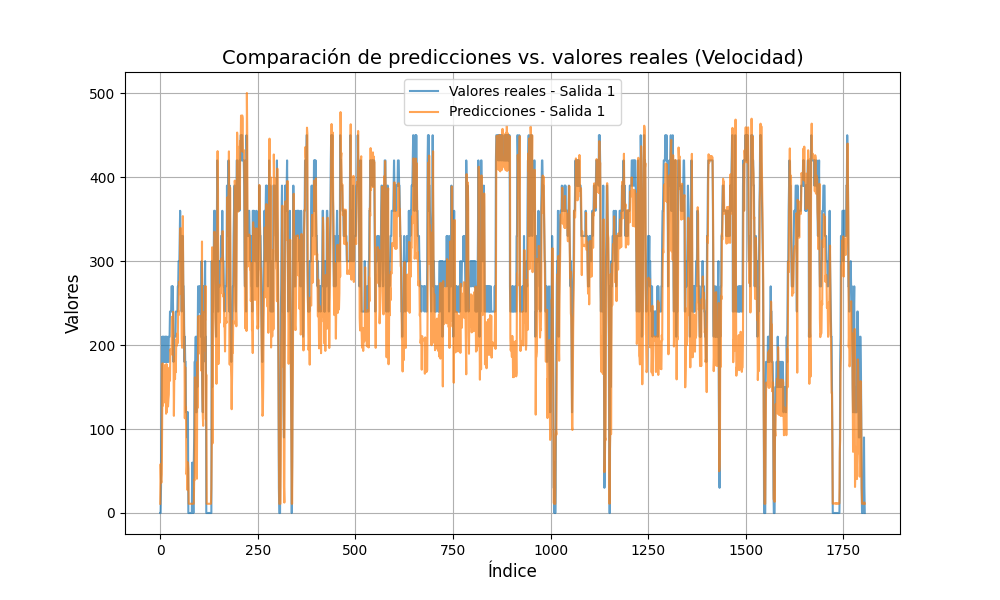 Comparación de predicciones vs. valores reales (Velocidad)
Valores reales - Salida 1
Predicciones - Salida 1
500
400
300
200
100
0
Valores
0 250 500 750 1000 1250 1500 1750
Índice